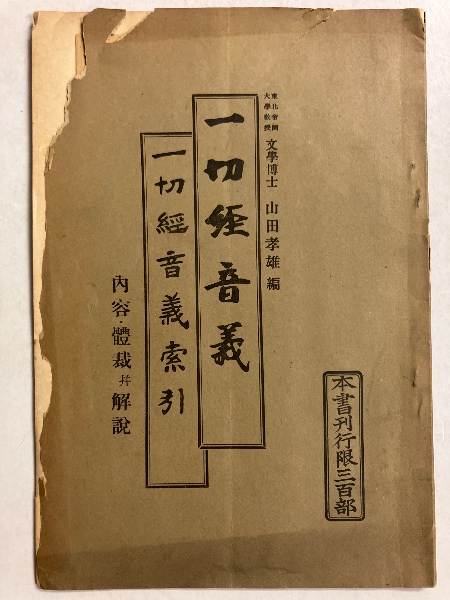 東北帝國
大學教授
文學博士 山田孝雄編
一切經音義
一切經音義索引
內容・體裁幷解說
本書刊行限三百部